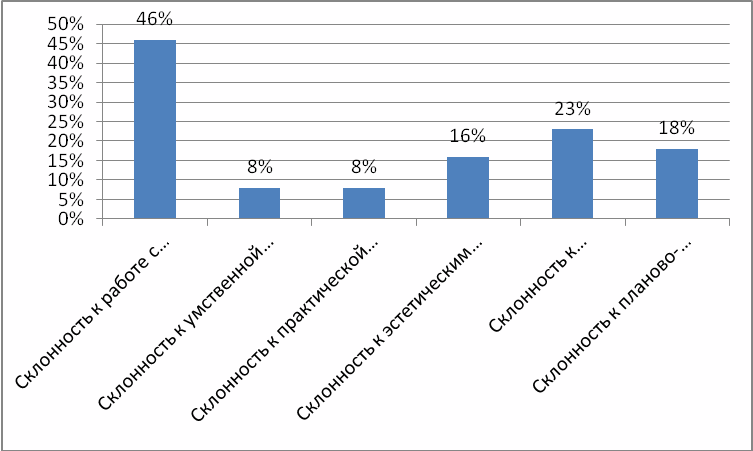 50%
45%
40%
35%
30%
25%
20%
15%
10%
5%
0%
46%
8%
8%
16%
23%
18%
Склонность к работе с...
Склонность к умственной...
Склонность к практической...
Склонность к эстетическим...
Склонность к...
Склонность к планово-...